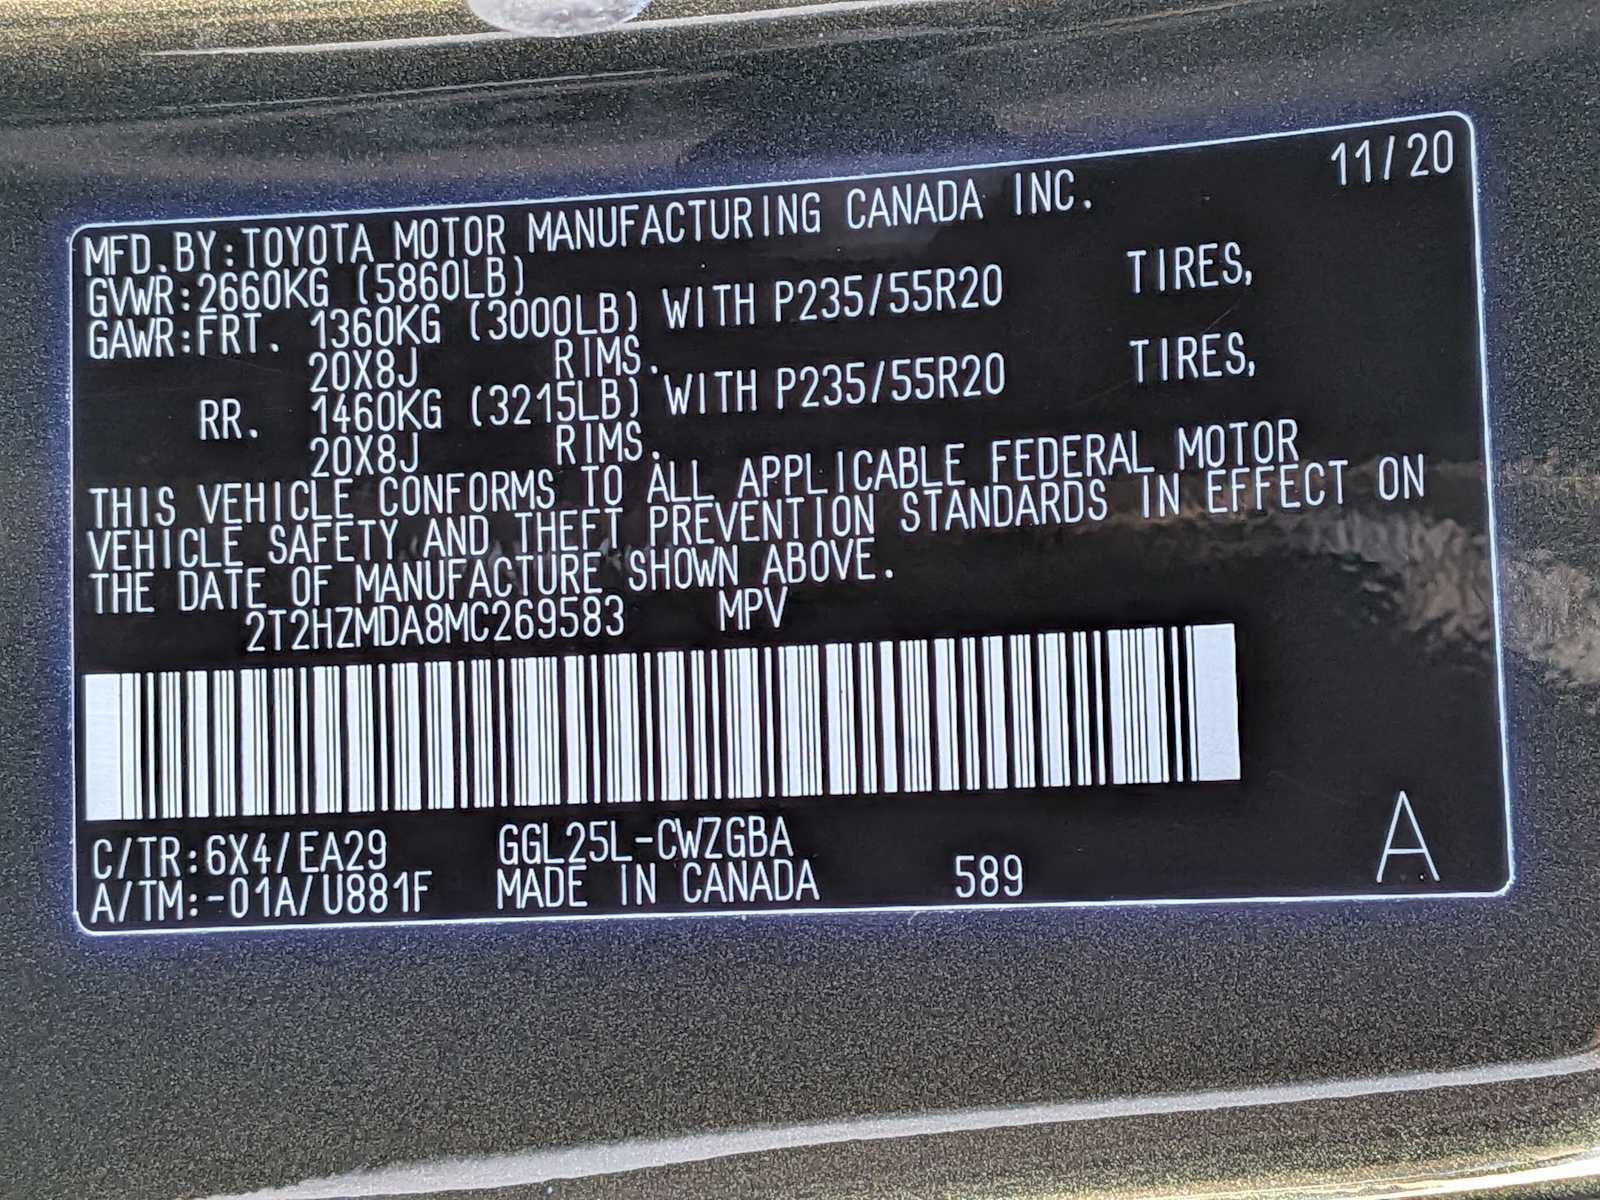 11/20
MFD.BY:TOYOTA MOTOR MANUFACTURING CANADA INC.
GVWR:2660KG (5860LB)
GAWR:FRT. 1360KG (3000LB) WITH P235/55R20 TIRES,
20X8J RIMS.
RR. 1460KG (3215LB) WITH P235/55R20 TIRES,
20X8J RIMS.
THIS VEHICLE CONFORMS TO ALL APPLICABLE FEDERAL MOTOR
VEHICLE SAFETY AND THEFT PREVENTION STANDARDS IN EFFECT ON
THE DATE OF MANUFACTURE SHOWN ABOVE.
2T2HZMDA8MC269583 MPV
C/TR:6X4/EA29 GGL25L-CWZGBA
A/TM:-01A/U881F MADE IN CANADA 589 A